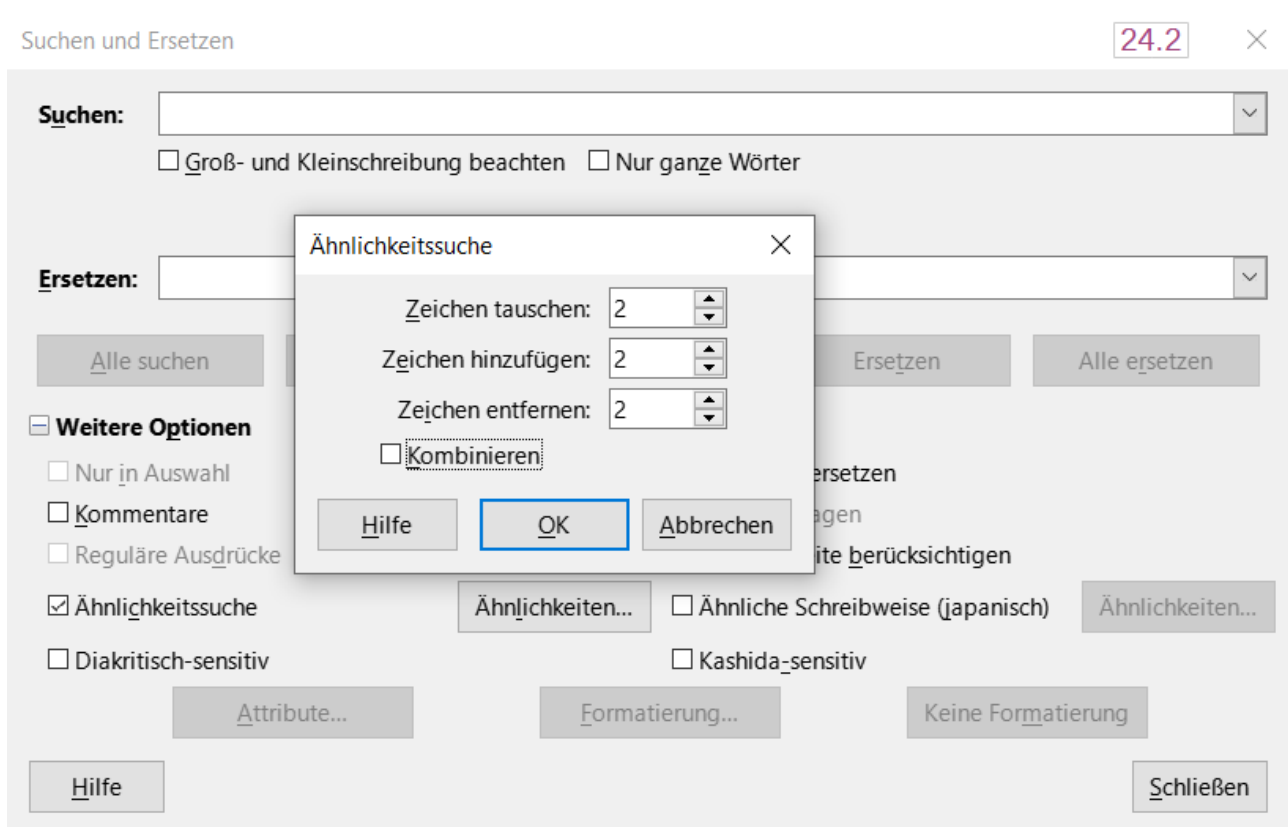 Suchen und Ersetzen 24.2
Suchen:
Groß- und Kleinschreibung beachten Nur ganze Wörter
Ähnlichkeitssuche
Ersetzen:
Zeichen tauschen: 2
Zeichen hinzufügen: 2
Zeichen entfernen: 2
Kombinieren
Hilfe OK Abbrechen
Alle suchen Ersetzen Alle ersetzen
Weitere Optionen
Nur in Auswahl ersetzen
Kommentare agen
Reguläre Ausdrücke ite berücksichtigen
Ähnlichkeitssuche Ähnlichkeiten... Ähnliche Schreibweise (japanisch) Ähnlichkeiten...
Diakritisch-sensitiv Kashida-sensitiv
Attribute... Formatierung... Keine Formatierung
Hilfe Schließen